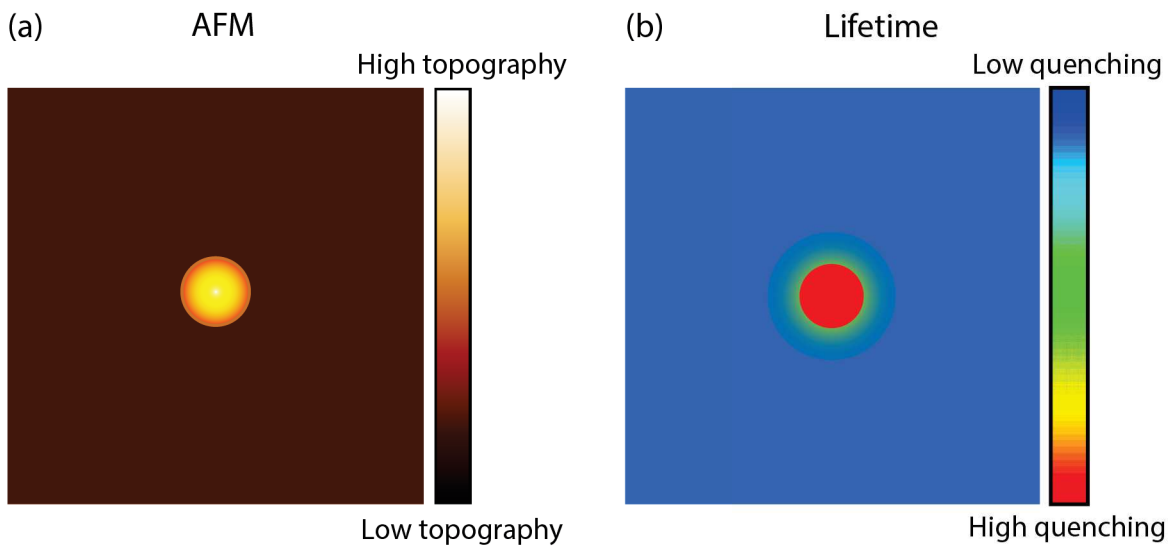 (a)
AFM
High topography
Low topography
(b)
Lifetime
Low quenching
High quenching